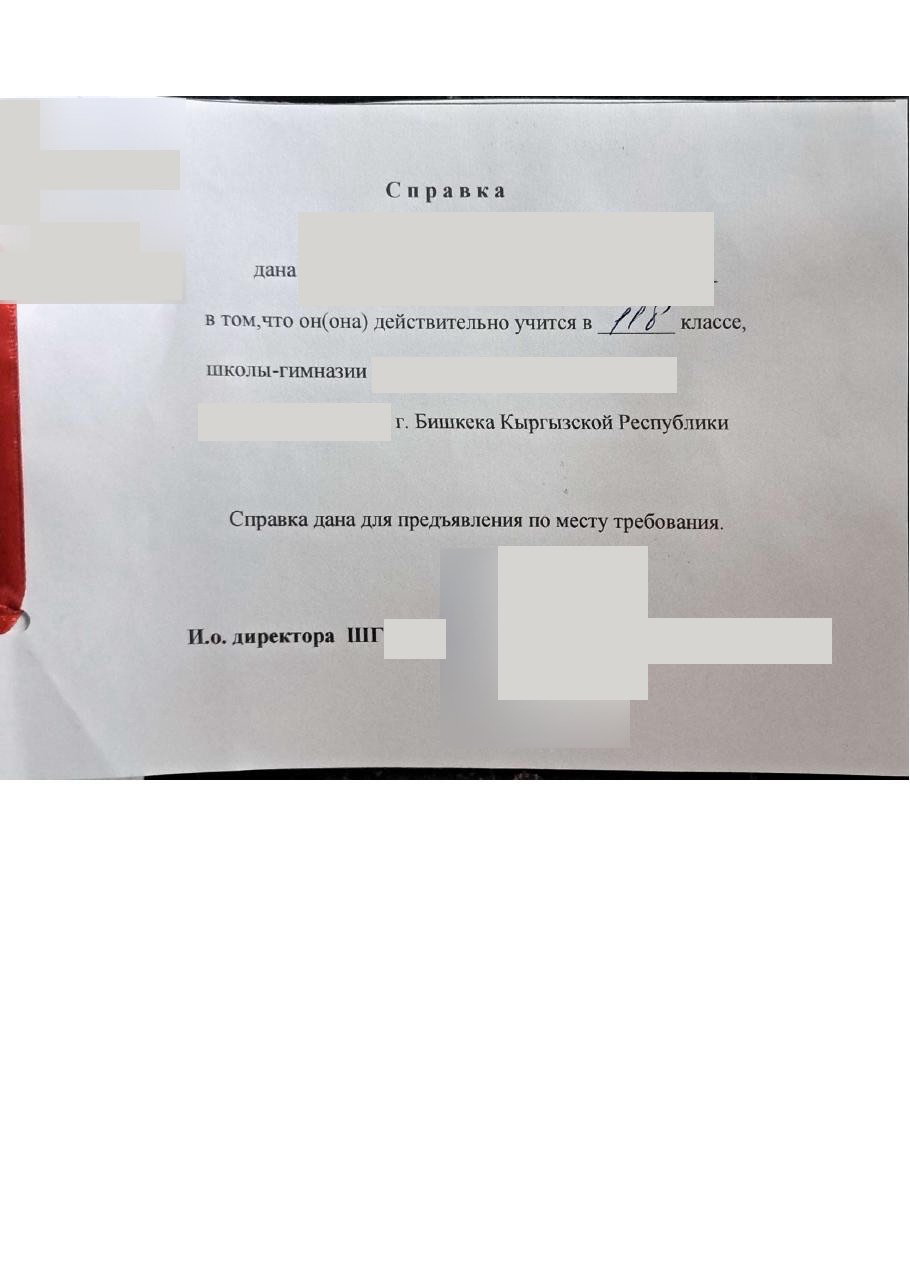 Справка
дана
в том,что он(она) действительно учится в 11в классе,
школы-гимназии
г. Бишкека Кыргызской Республики
Справка дана для предъявления по месту требования.
И.о. директора ШГ